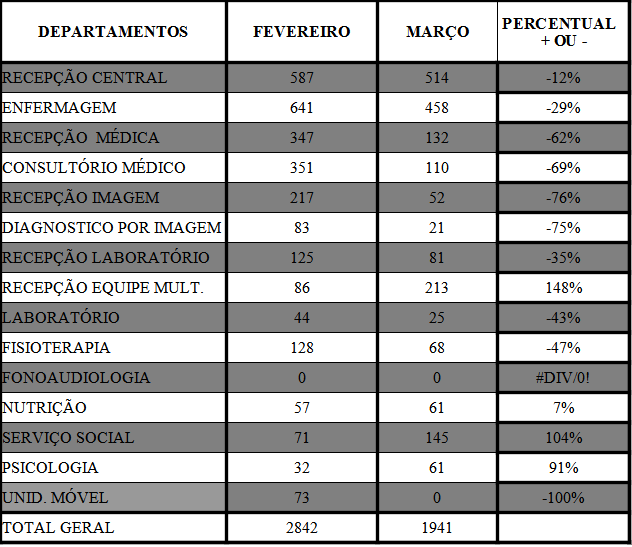 DEPARTAMENTOS FEVEREIRO MARÇO PERCENTUAL + OU -
RECEPÇÃO CENTRAL 587 514 -12%
ENFERMAGEM 641 458 -29%
RECEPÇÃO MÉDICA 347 132 -62%
CONSULTÓRIO MÉDICO 351 110 -69%
RECEPÇÃO IMAGEM 217 52 -76%
DIAGNOSTICO POR IMAGEM 83 21 -75%
RECEPÇÃO LABORATÓRIO 125 81 -35%
RECEPÇÃO EQUIPE MULT. 86 213 148%
LABORATÓRIO 44 25 -43%
FISIOTERAPIA 128 68 -47%
FONOAUDIOLOGIA 0 0 #DIV/0!
NUTRIÇÃO 57 61 7%
SERVIÇO SOCIAL 71 145 104%
PSICOLOGIA 32 61 91%
UNID. MÓVEL 73 0 -100%
TOTAL GERAL 2842 1941